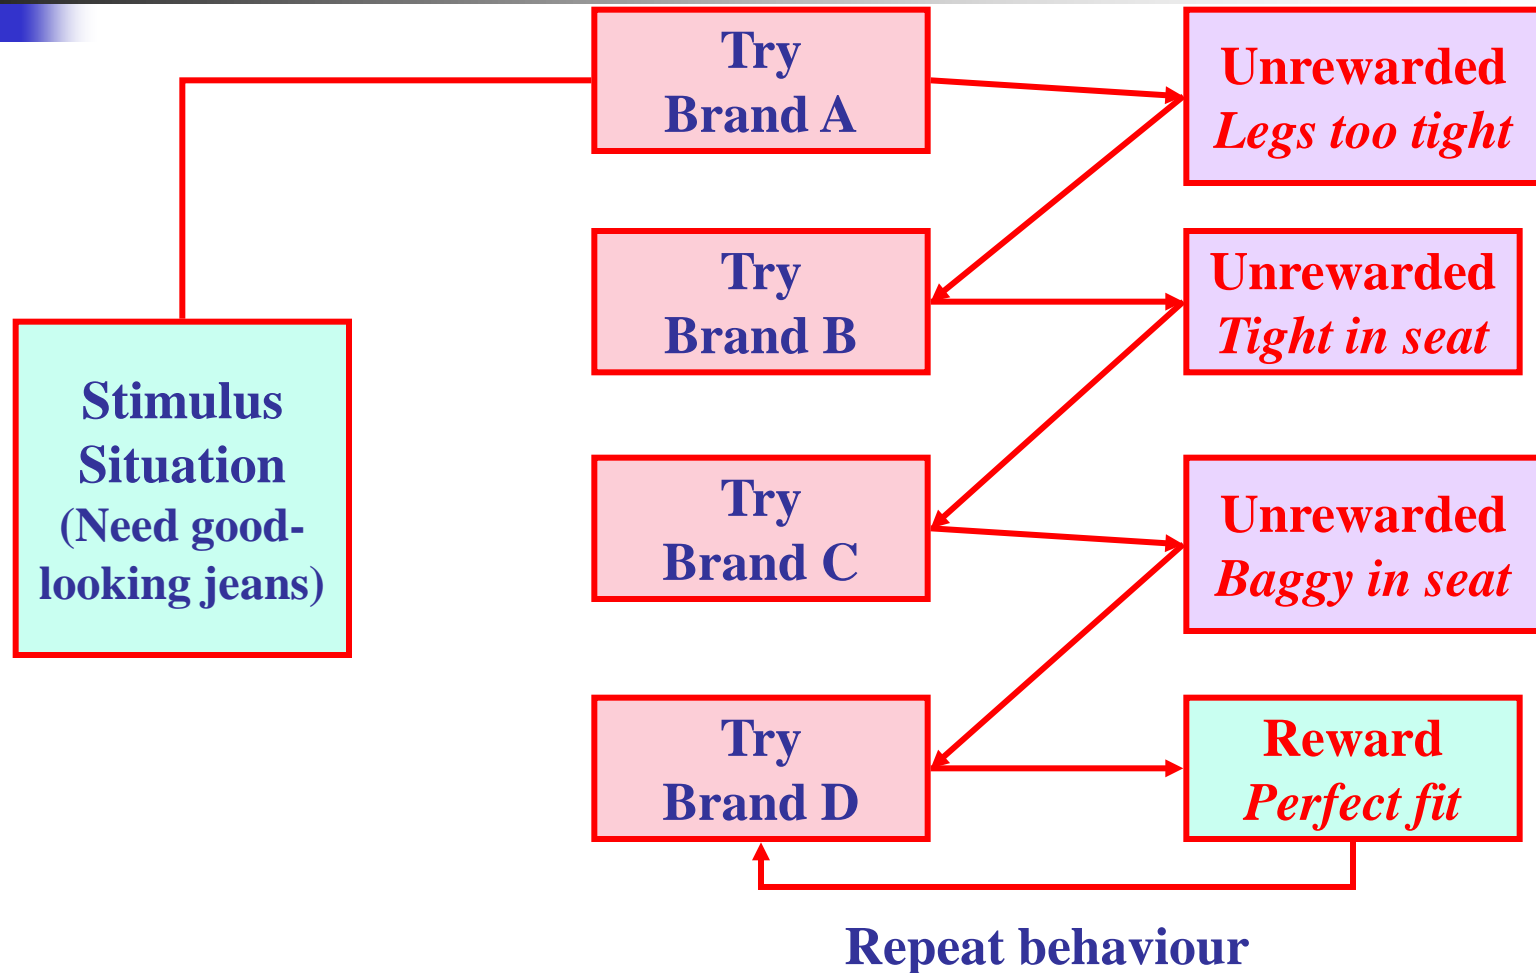 Try
Brand A
Unrewarded
Legs too tight
Try
Brand B
Unrewarded
Tight in seat
Stimulus
Situation
(Need good-
looking jeans)
Try
Brand C
Unrewarded
Baggy in seat
Try
Brand D
Reward
Perfect fit
Repeat behaviour